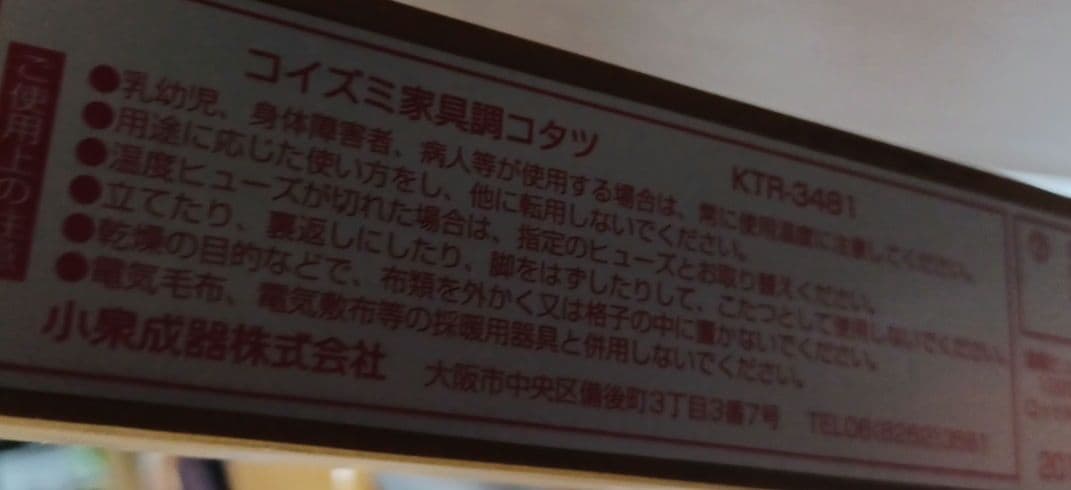 コイズミ家具調コタツ KTR-3481
ご使用上の注意
●乳幼児、身体障害者、病人等が使用する場合は、常に使用温度に注意してください。
●用途に応じた使い方をし、他に転用しないでください。
●温度ヒューズが切れた場合は、指定のヒューズとお取り替えください。
●立てたり、裏返しにしたり、脚をはずしたりして、こたつとして使用しないでください。
●乾燥の目的などで、布類を外かく又は格子の中に置かないでください。
●電気毛布、電気敷布等の採暖用器具と併用しないでください。
小泉成器株式会社 大阪市中央区備後町3丁目3番7号